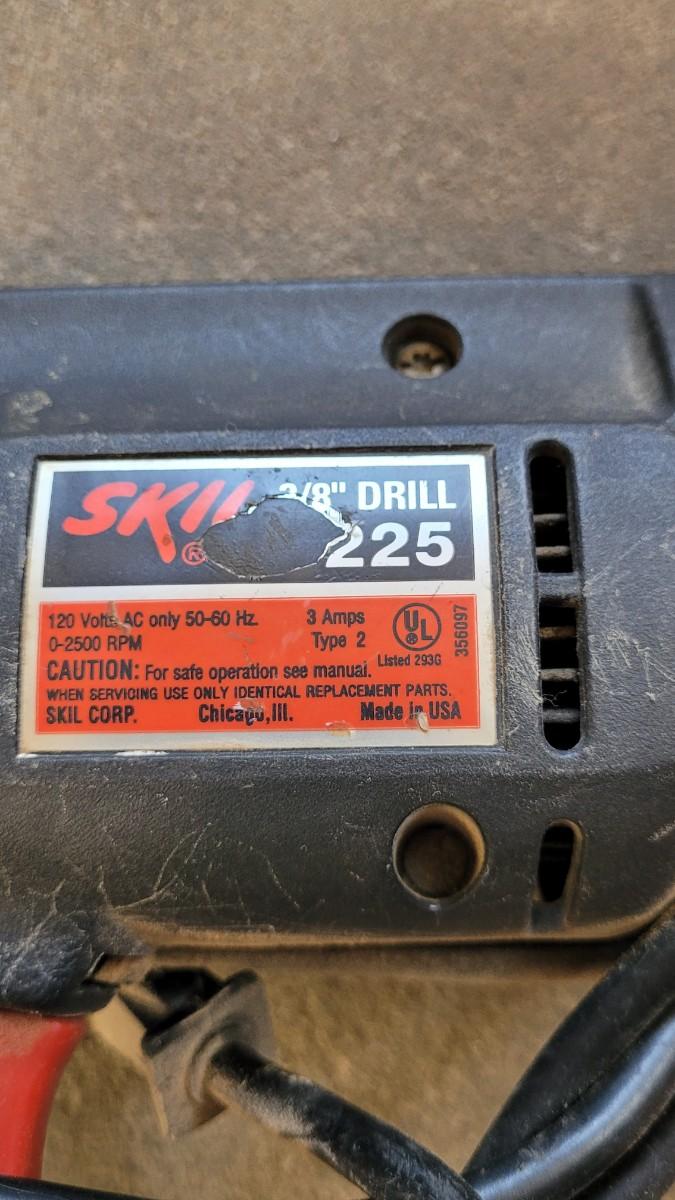 SKIL 3/8" DRILL
® 225
120 Volts AC only 50-60 Hz. 3 Amps
0-2500 RPM Type 2
UL
®
Listed 293G
356097
CAUTION: For safe operation see manual.
WHEN SERVICING USE ONLY IDENTICAL REPLACEMENT PARTS.
SKIL CORP. Chicago,Ill. Made in USA